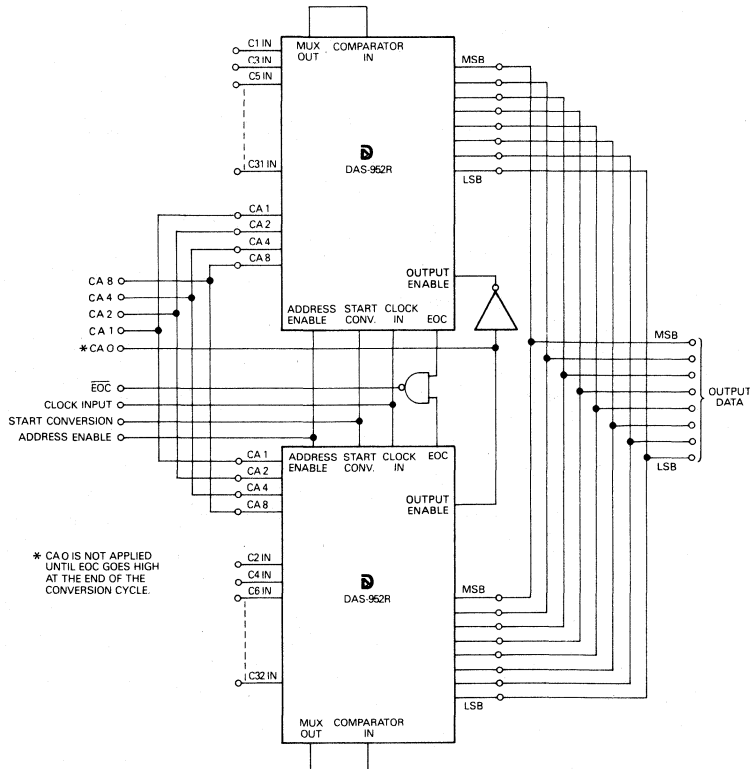 C1 IN
C3 IN
C5 IN
C31 IN
MUX OUT
COMPARATOR IN
MSB
DAS-952R
LSB
CA 1
CA 2
CA 4
CA 8
OUTPUT ENABLE
ADDRESS ENABLE
START CONV.
CLOCK IN
EOC
CA 8
CA 4
CA 2
CA 1
* CA 0
EOC
CLOCK INPUT
START CONVERSION
ADDRESS ENABLE
MSB
OUTPUT DATA
LSB
CA 1
CA 2
CA 4
CA 8
ADDRESS ENABLE
START CONV.
CLOCK IN
EOC
OUTPUT ENABLE
* CA 0 IS NOT APPLIED
UNTIL EOC GOES HIGH
AT THE END OF THE
CONVERSION CYCLE.
C2 IN
C4 IN
C6 IN
C32 IN
DAS-952R
MSB
LSB
MUX OUT
COMPARATOR IN